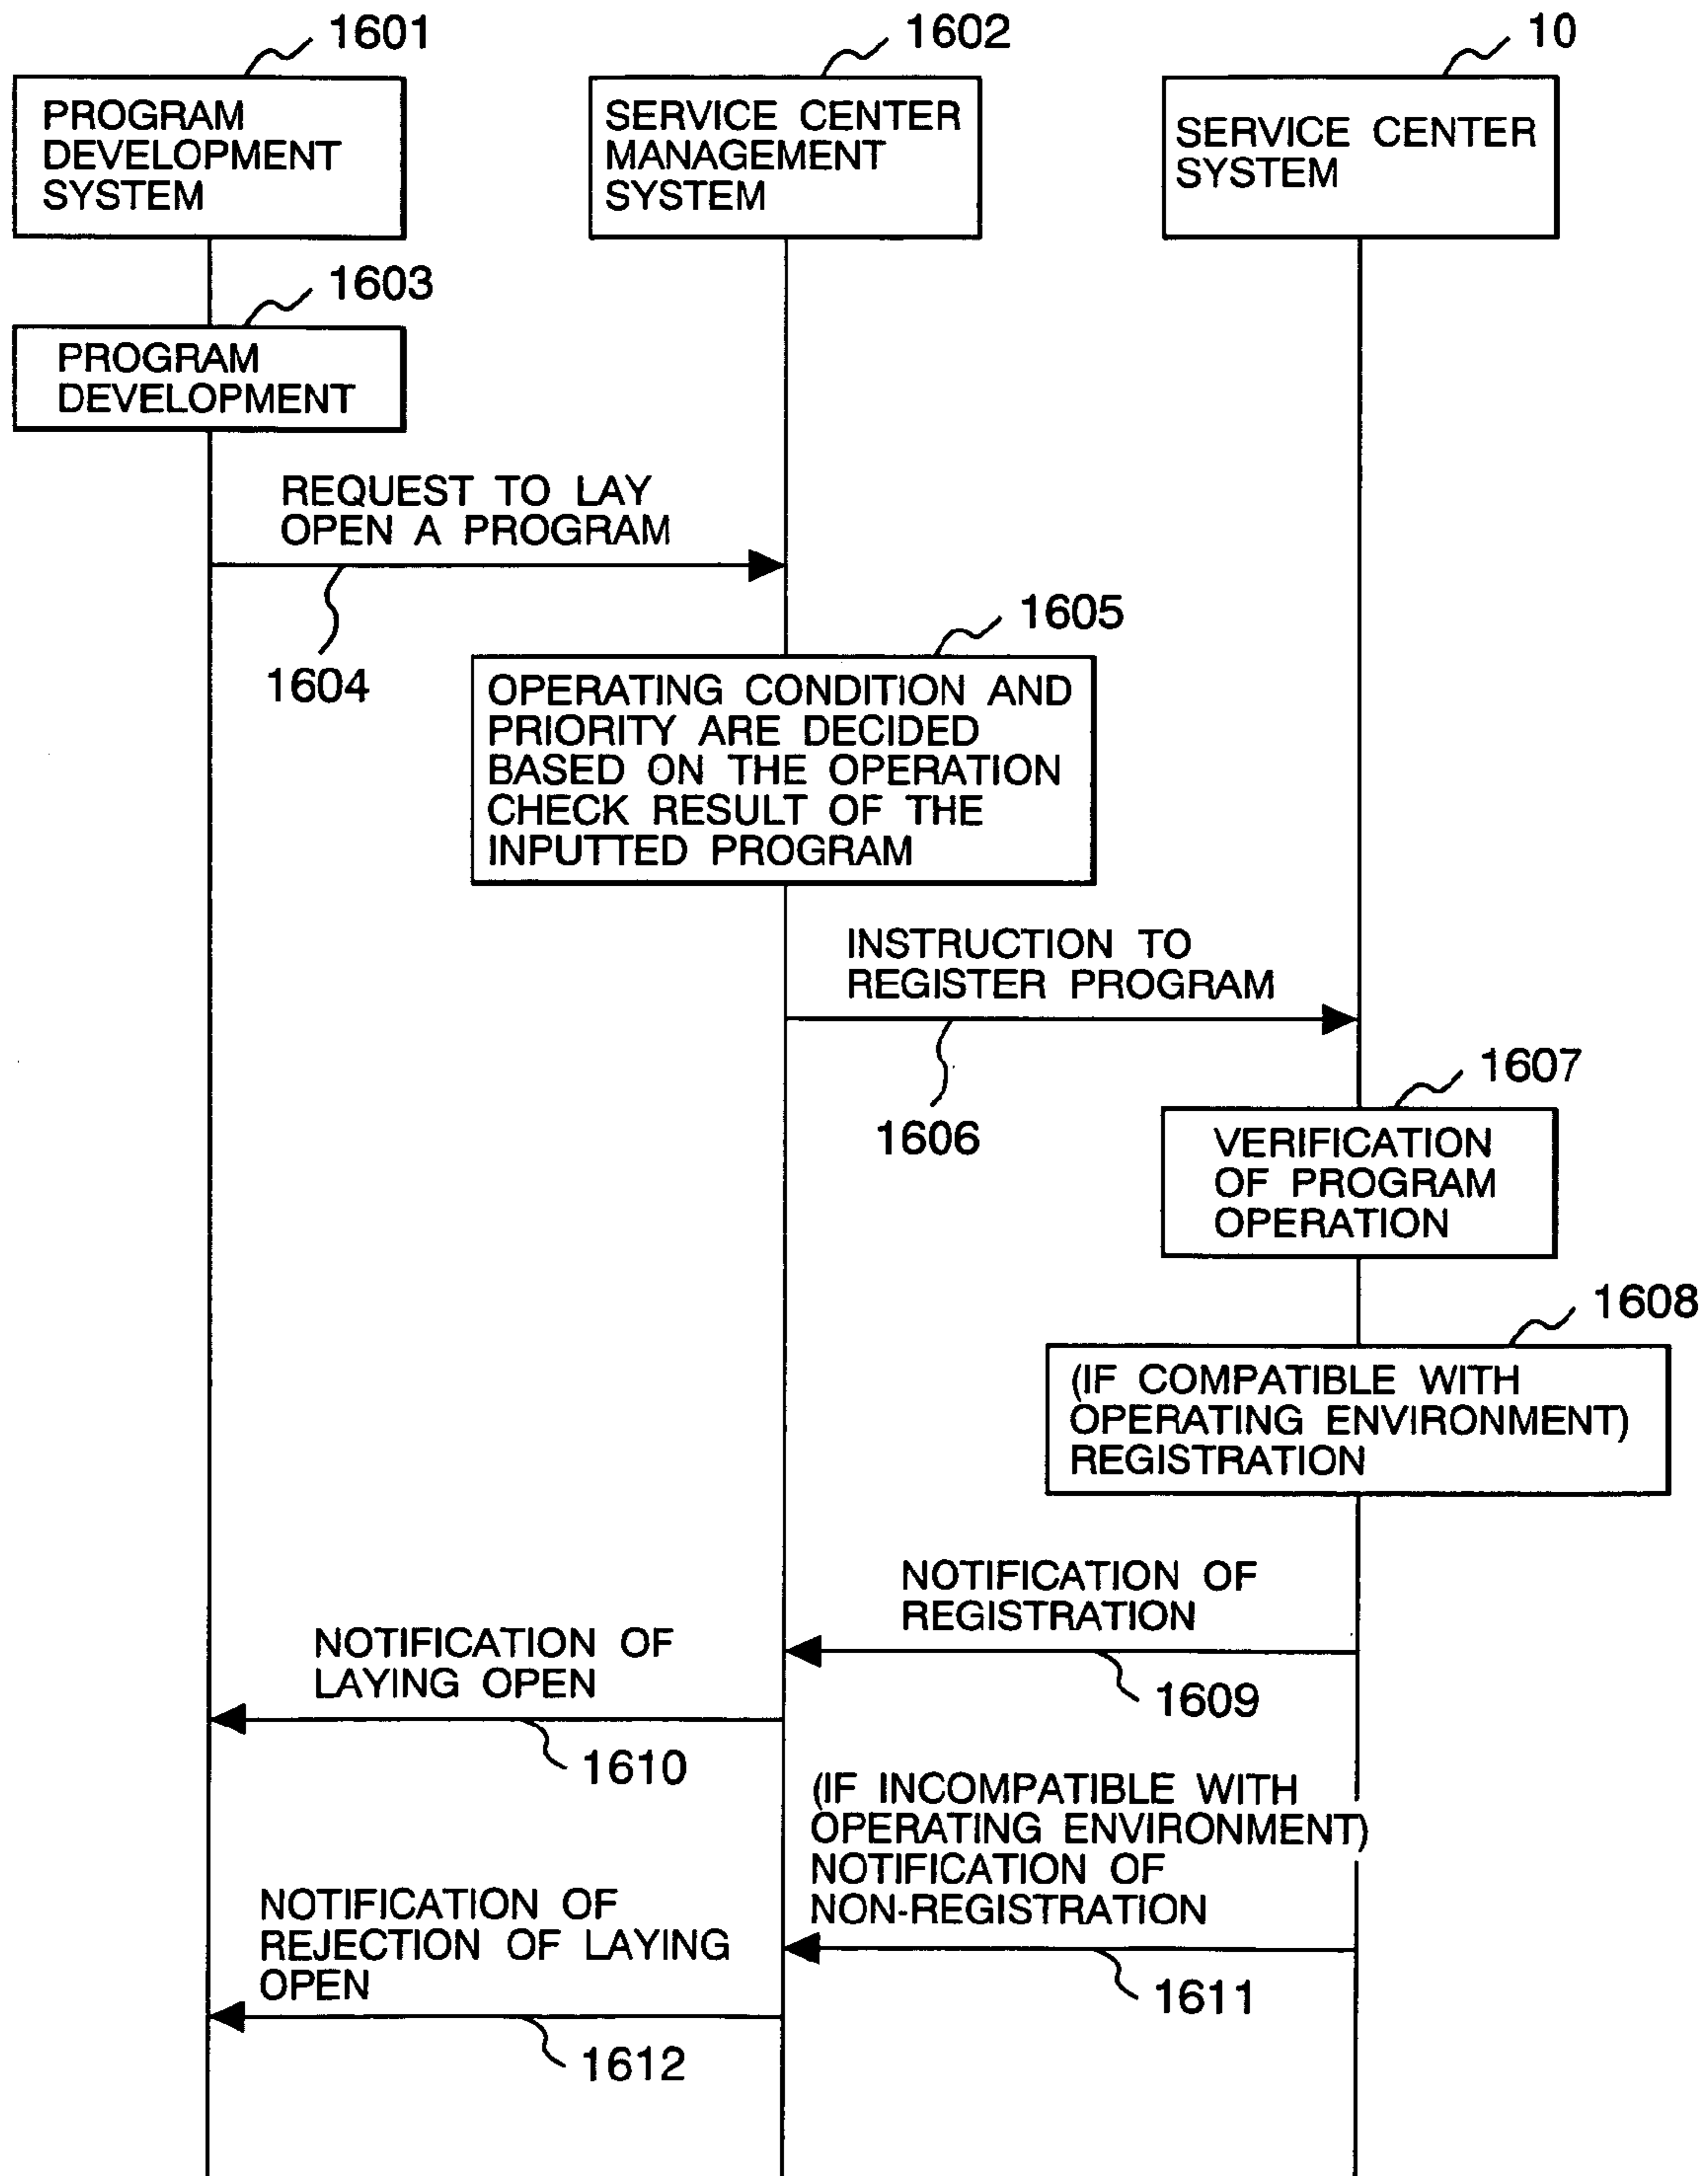 1601
1602
10
PROGRAM
DEVELOPMENT
SYSTEM
SERVICE CENTER
MANAGEMENT
SYSTEM
SERVICE CENTER
SYSTEM
1603
PROGRAM
DEVELOPMENT
REQUEST TO LAY
OPEN A PROGRAM
1604
1605
OPERATING CONDITION AND
PRIORITY ARE DECIDED
BASED ON THE OPERATION
CHECK RESULT OF THE
INPUTTED PROGRAM
INSTRUCTION TO
REGISTER PROGRAM
1606
1607
VERIFICATION
OF PROGRAM
OPERATION
1608
(IF COMPATIBLE WITH
OPERATING ENVIRONMENT)
REGISTRATION
NOTIFICATION OF
REGISTRATION
1609
NOTIFICATION OF
LAYING OPEN
1610
(IF INCOMPATIBLE WITH
OPERATING ENVIRONMENT)
NOTIFICATION OF
NON-REGISTRATION
1611
NOTIFICATION OF
REJECTION OF LAYING
OPEN
1612